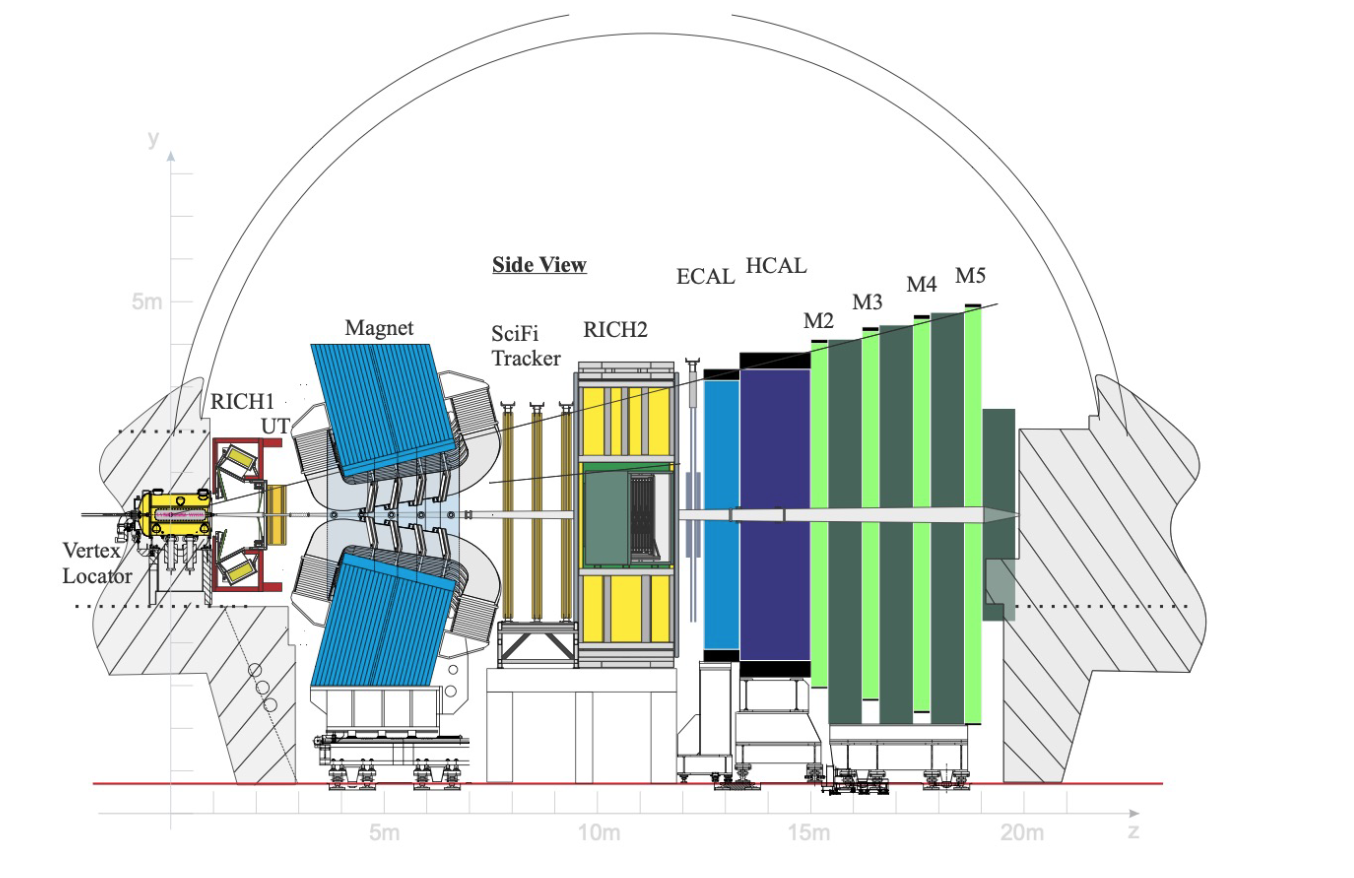 y
Side View
ECAL
HCAL
5m
M2
M3
M4
M5
Magnet
SciFi
Tracker
RICH2
RICH1
UT
Vertex
Locator
5m
10m
15m
20m
z